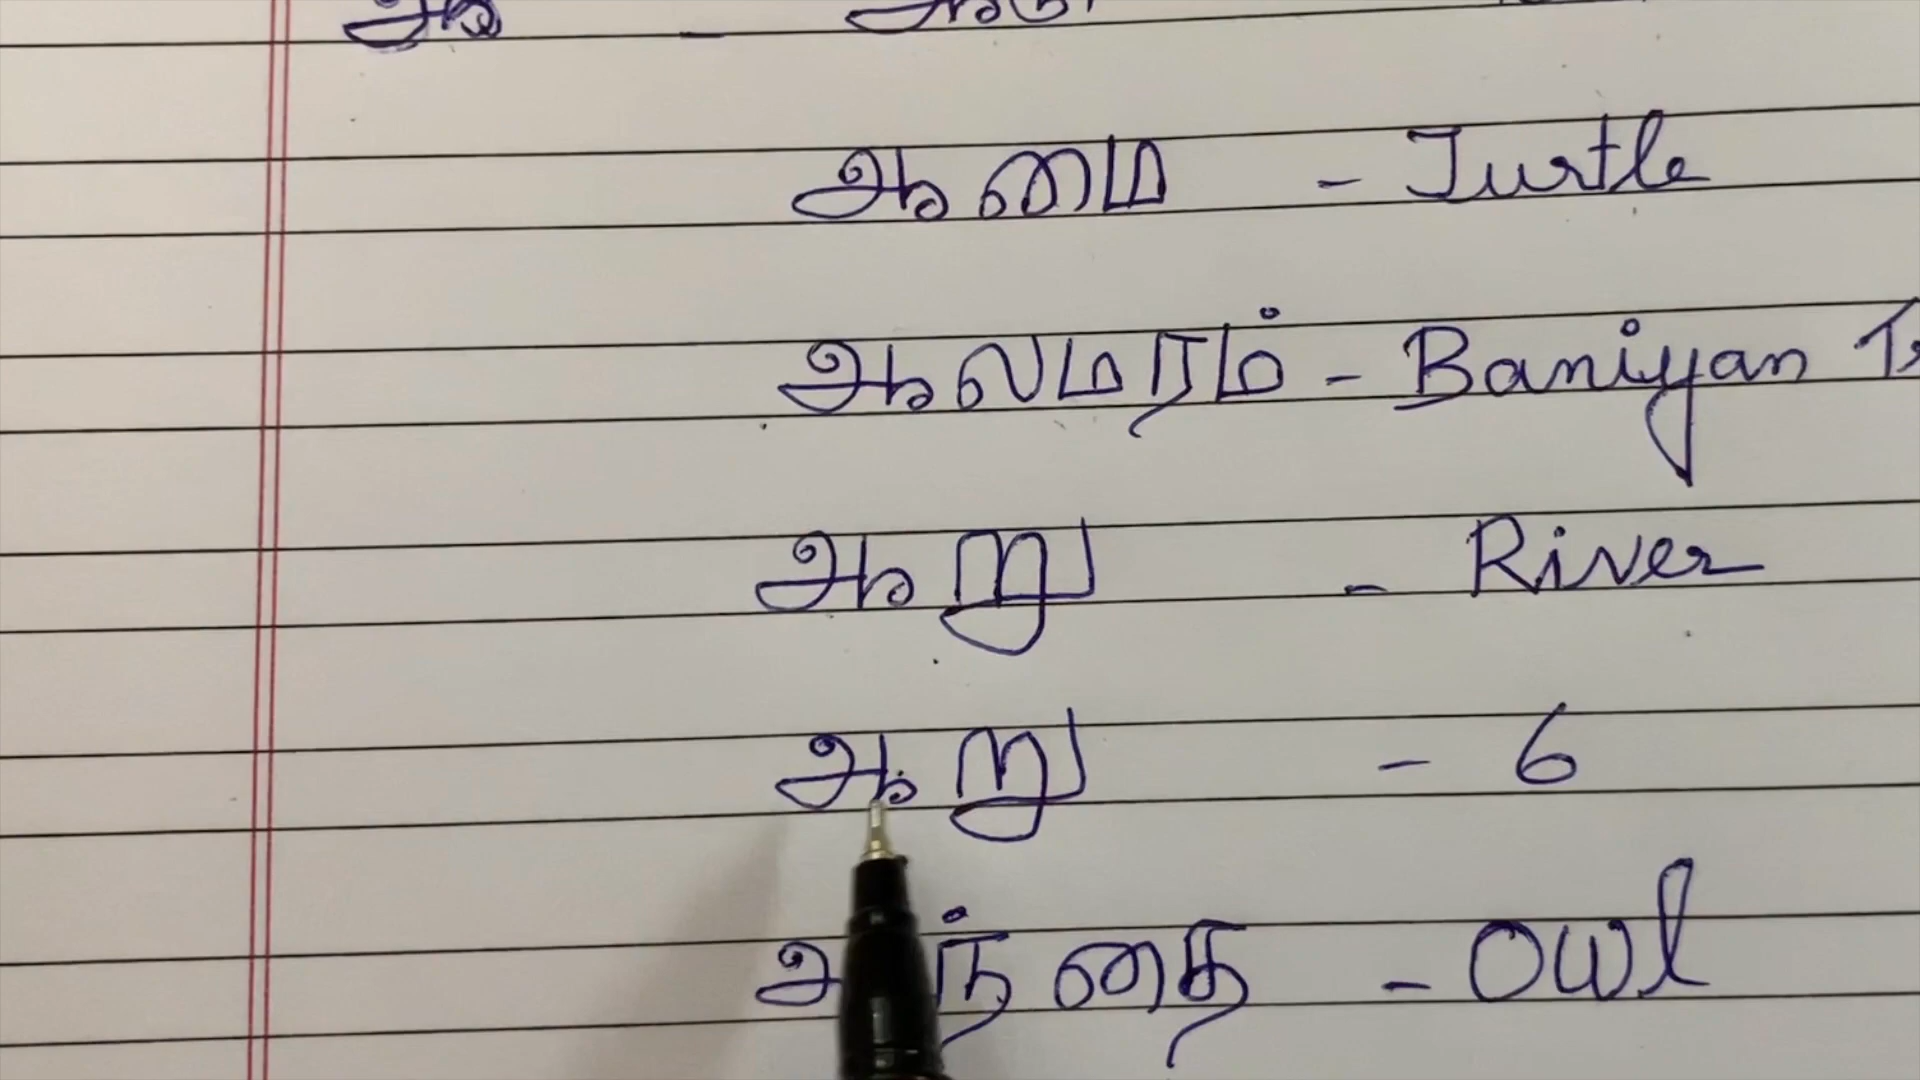 ஆ -
ஆமை - Turtle
ஆலமரம் - Baniyan
ஆறு - River
ஆறு - 6
ஆந்தை - Owl